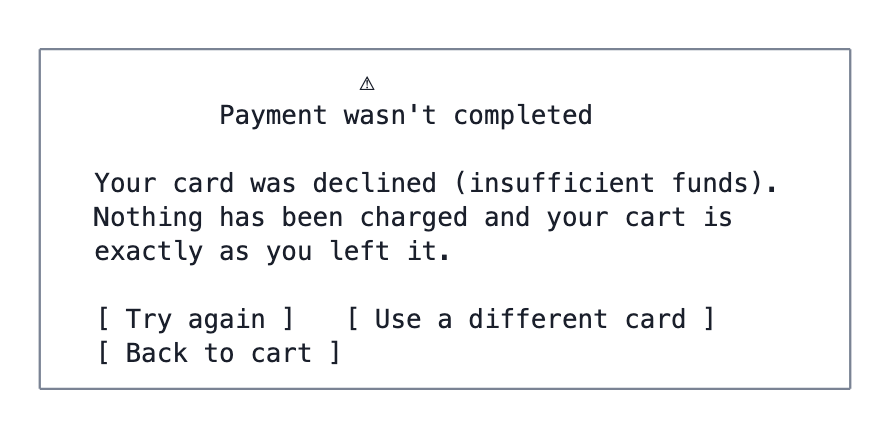 ⚠
Payment wasn't completed
Your card was declined (insufficient funds).
Nothing has been charged and your cart is
exactly as you left it.
[ Try again ]   [ Use a different card ]
[ Back to cart ]